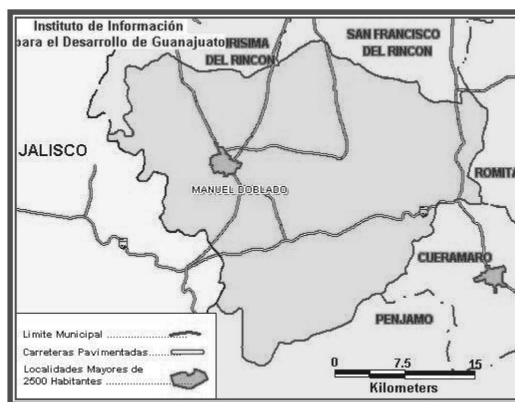 Instituto de Información
para el Desarrollo de Guanajuato
IRISIMA
DEL RINCON
SAN FRANCISCO
DEL RINCON
JALISCO
ROMITA
MANUEL DOBLADO
CUERAMARO
PENJAMO
Limite Municipal
Carreteras Pavimentadas
Localidades Mayores de
2500 Habitantes
0 7.5 15
Kilometers